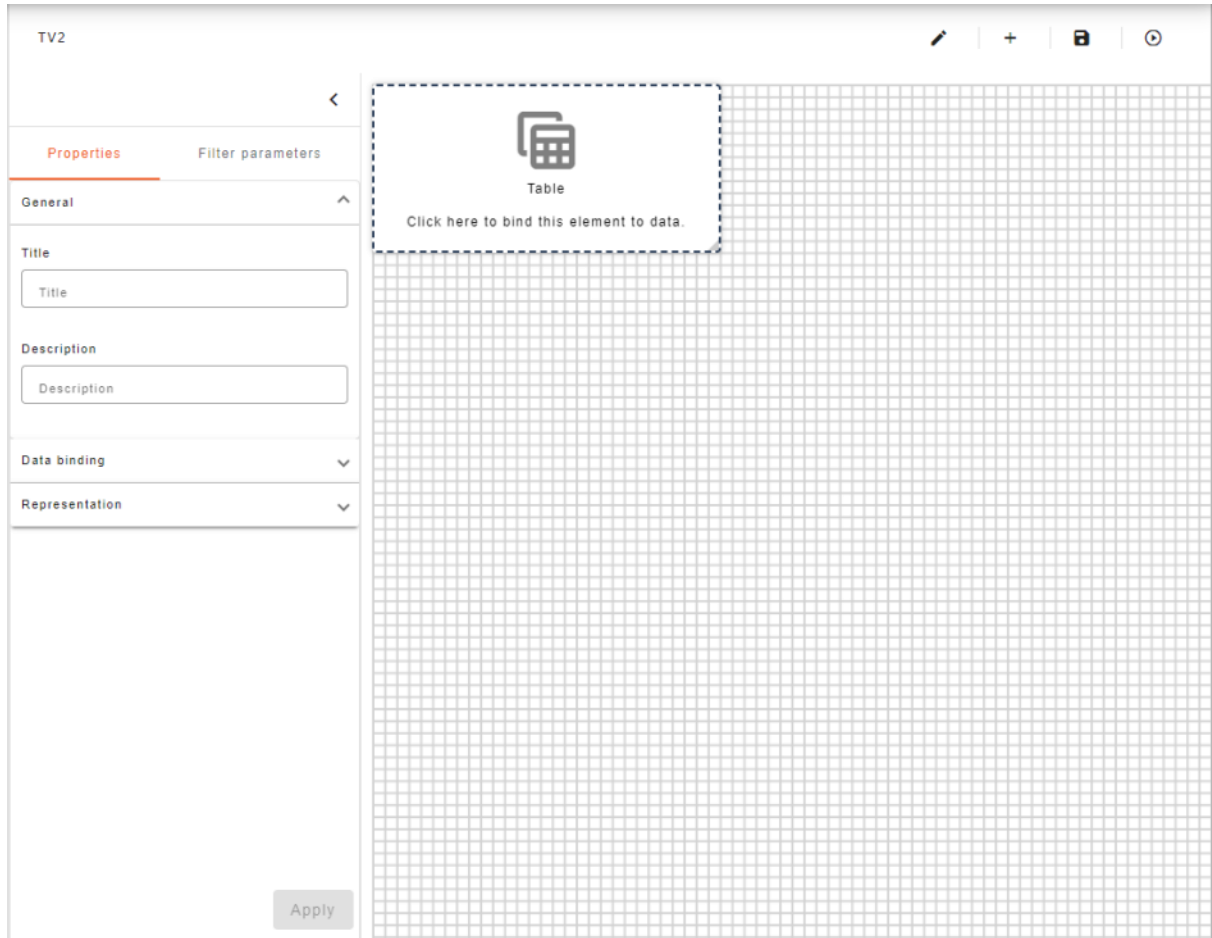 TV2
Properties
Filter parameters
General
Title
Title
Description
Description
Data binding
Representation
Apply
Table
Click here to bind this element to data.